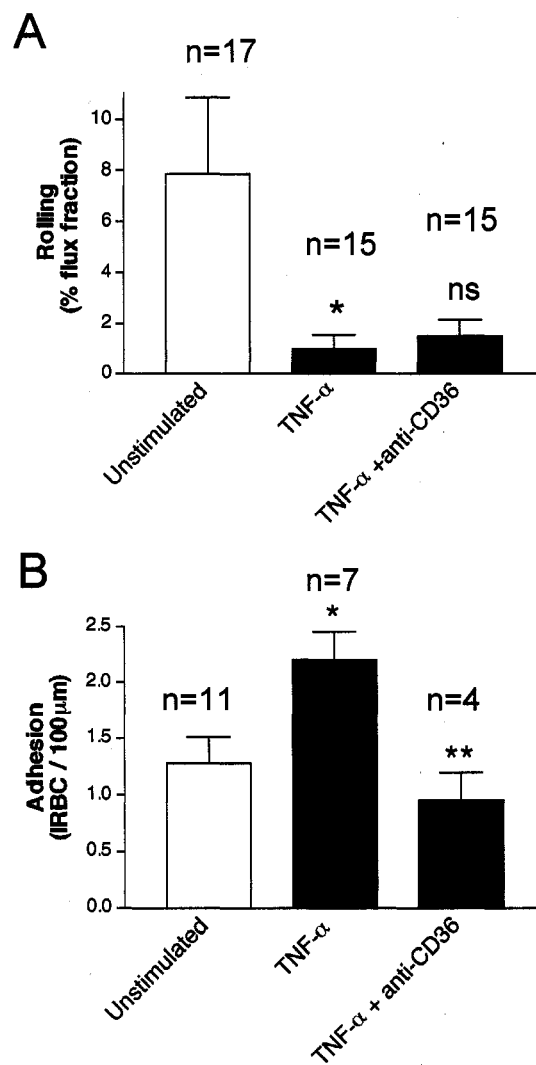 A
n=17
n=15
n=15
*
ns
Rolling
(% flux fraction)
10
8
6
4
2
0
Unstimulated
TNF-α
TNF-α +anti-CD36
B
n=7
*
n=11
n=4
**
Adhesion
(IRBC / 100μm)
2.5
2.0
1.5
1.0
0.5
0.0
Unstimulated
TNF-α
TNF-α + anti-CD36